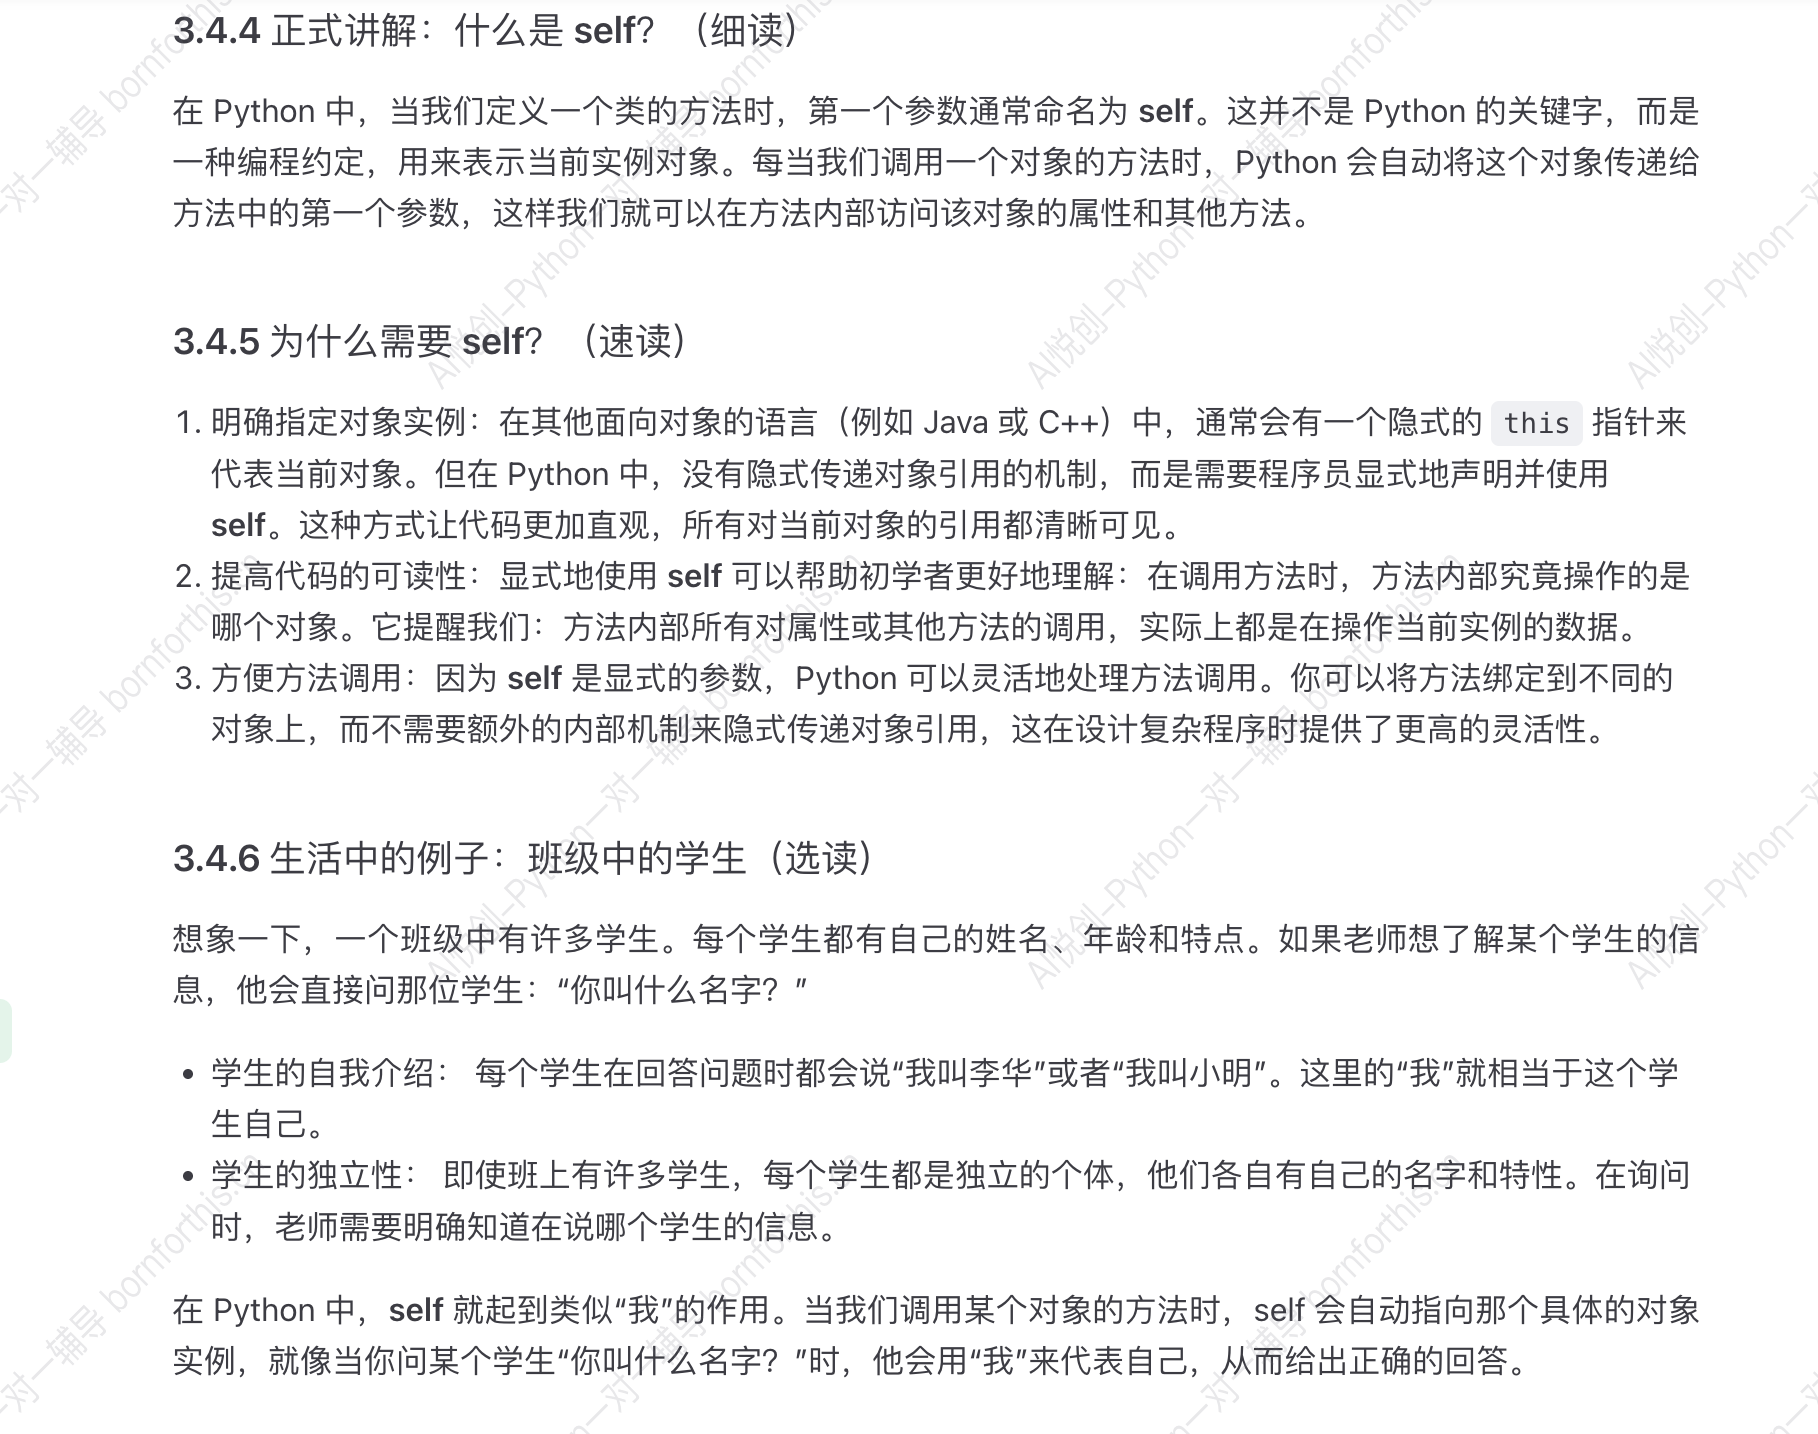 3.4.4 正式讲解：什么是 self？（细读）
在 Python 中，当我们定义一个类的方法时，第一个参数通常命名为 self。这并不是 Python 的关键字，而是
一种编程约定，用来表示当前实例对象。每当我们调用一个对象的方法时，Python 会自动将这个对象传递给
方法中的第一个参数，这样我们就可以在方法内部访问该对象的属性和其他方法。
3.4.5 为什么需要 self？（速读）
1. 明确指定对象实例：在其他面向对象的语言（例如 Java 或 C++）中，通常会有一个隐式的 this 指针来
代表当前对象。但在 Python 中，没有隐式传递对象引用的机制，而是需要程序员显式地声明并使用
self。这种方式让代码更加直观，所有对当前对象的引用都清晰可见。
2. 提高代码的可读性：显式地使用 self 可以帮助初学者更好地理解：在调用方法时，方法内部究竟操作的是
哪个对象。它提醒我们：方法内部所有对属性或其他方法的调用，实际上都是在操作当前实例的数据。
3. 方便方法调用：因为 self 是显式的参数，Python 可以灵活地处理方法调用。你可以将方法绑定到不同的
对象上，而不需要额外的内部机制来隐式传递对象引用，这在设计复杂程序时提供了更高的灵活性。
3.4.6 生活中的例子：班级中的学生（选读）
想象一下，一个班级中有许多学生。每个学生都有自己的姓名、年龄和特点。如果老师想了解某个学生的信
息，他会直接问那位学生：“你叫什么名字？”
• 学生的自我介绍： 每个学生在回答问题时都会说“我叫李华”或者“我叫小明”。这里的“我”就相当于这个学
生自己。
• 学生的独立性： 即使班上有许多学生，每个学生都是独立的个体，他们各自有自己的名字和特性。在询问
时，老师需要明确知道在说哪个学生的信息。
在 Python 中，self 就起到类似“我”的作用。当我们调用某个对象的方法时，self 会自动指向那个具体的对象
实例，就像当你问某个学生“你叫什么名字？”时，他会用“我”来代表自己，从而给出正确的回答。
AI悦创-Python一对一辅导 bornforthis.cn